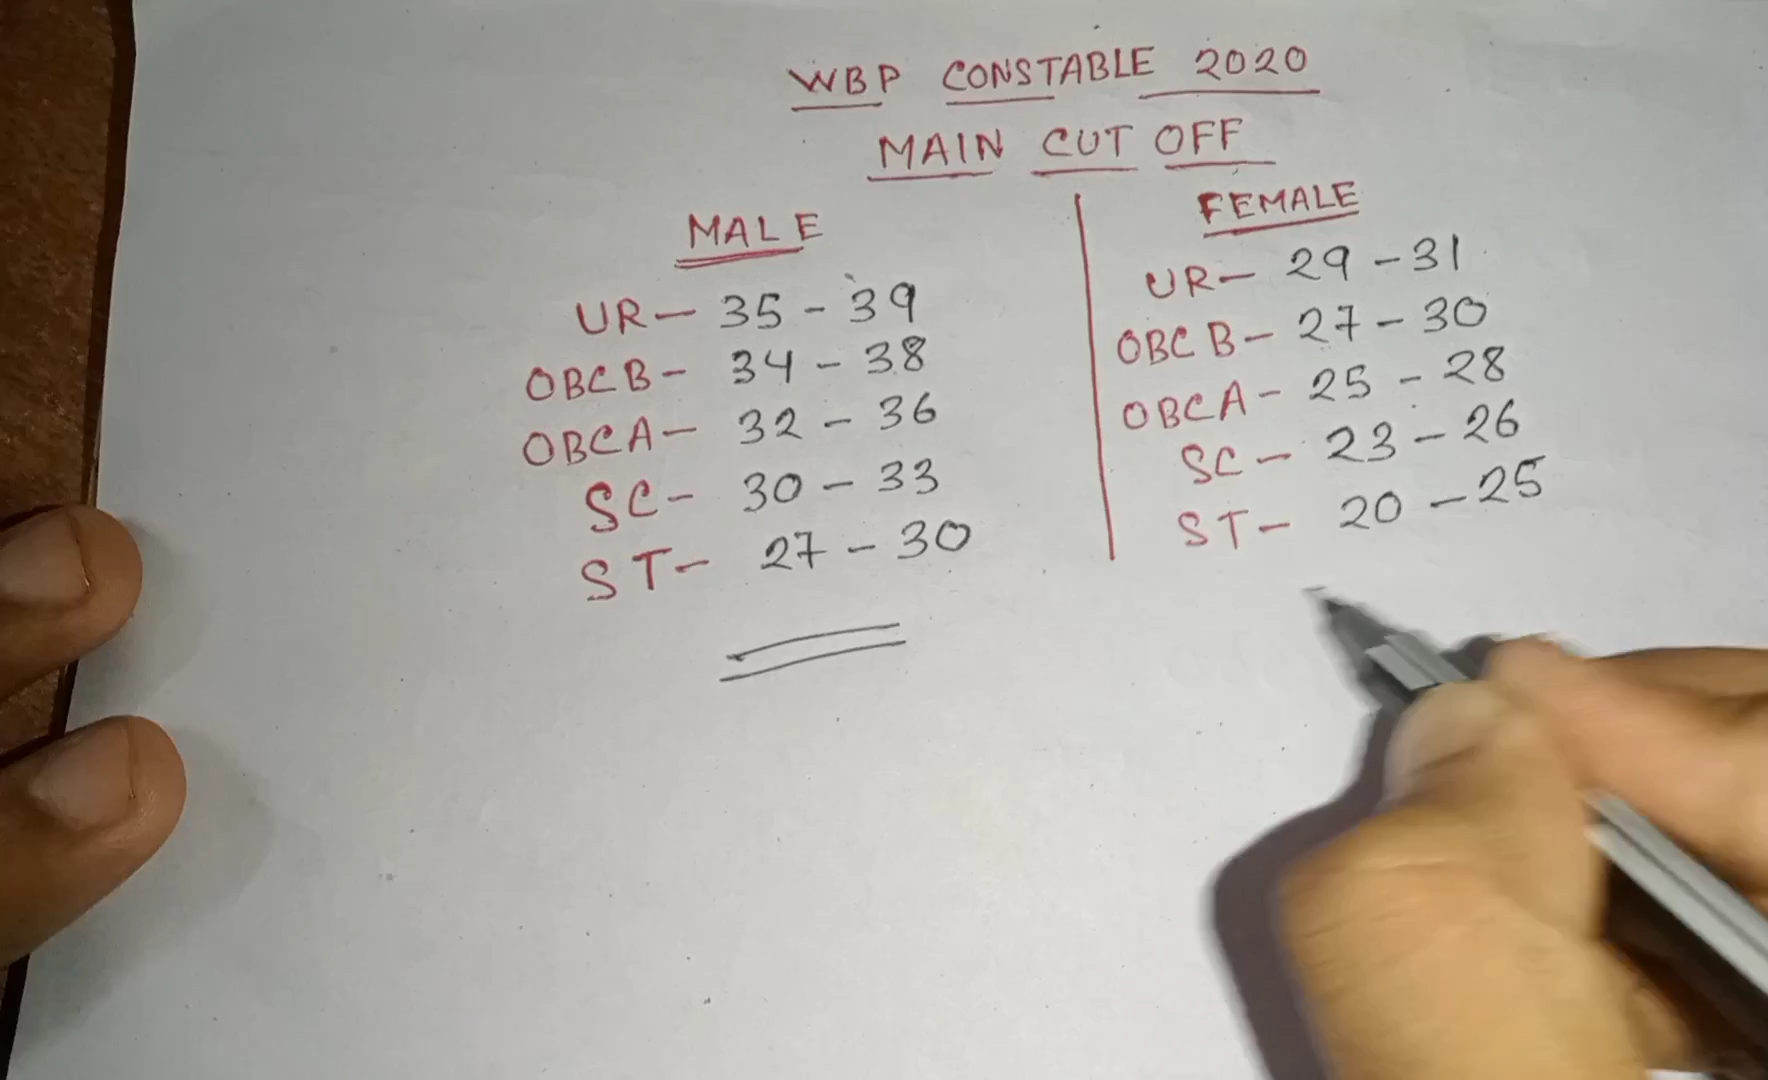 WBP CONSTABLE 2020
MAIN CUT OFF
MALE
UR- 35 - 39
OBCB- 34 - 38
OBCA- 32 - 36
SC- 30 - 33
ST- 27 - 30
FEMALE
UR- 29 - 31
OBCB- 27 - 30
OBCA- 25 - 28
SC- 23 - 26
ST- 20 - 25